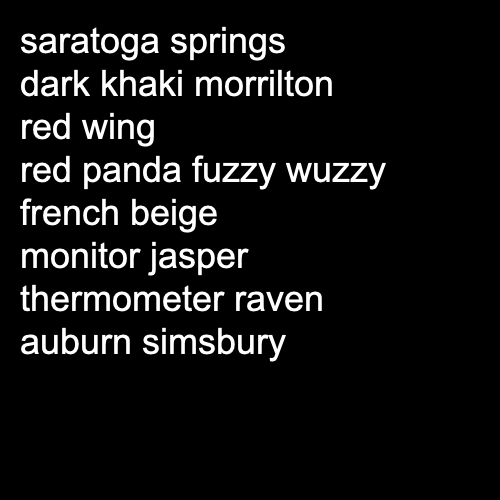 saratoga springs
dark khaki morrilton
red wing
red panda fuzzy wuzzy
french beige
monitor jasper
thermometer raven
auburn simsbury